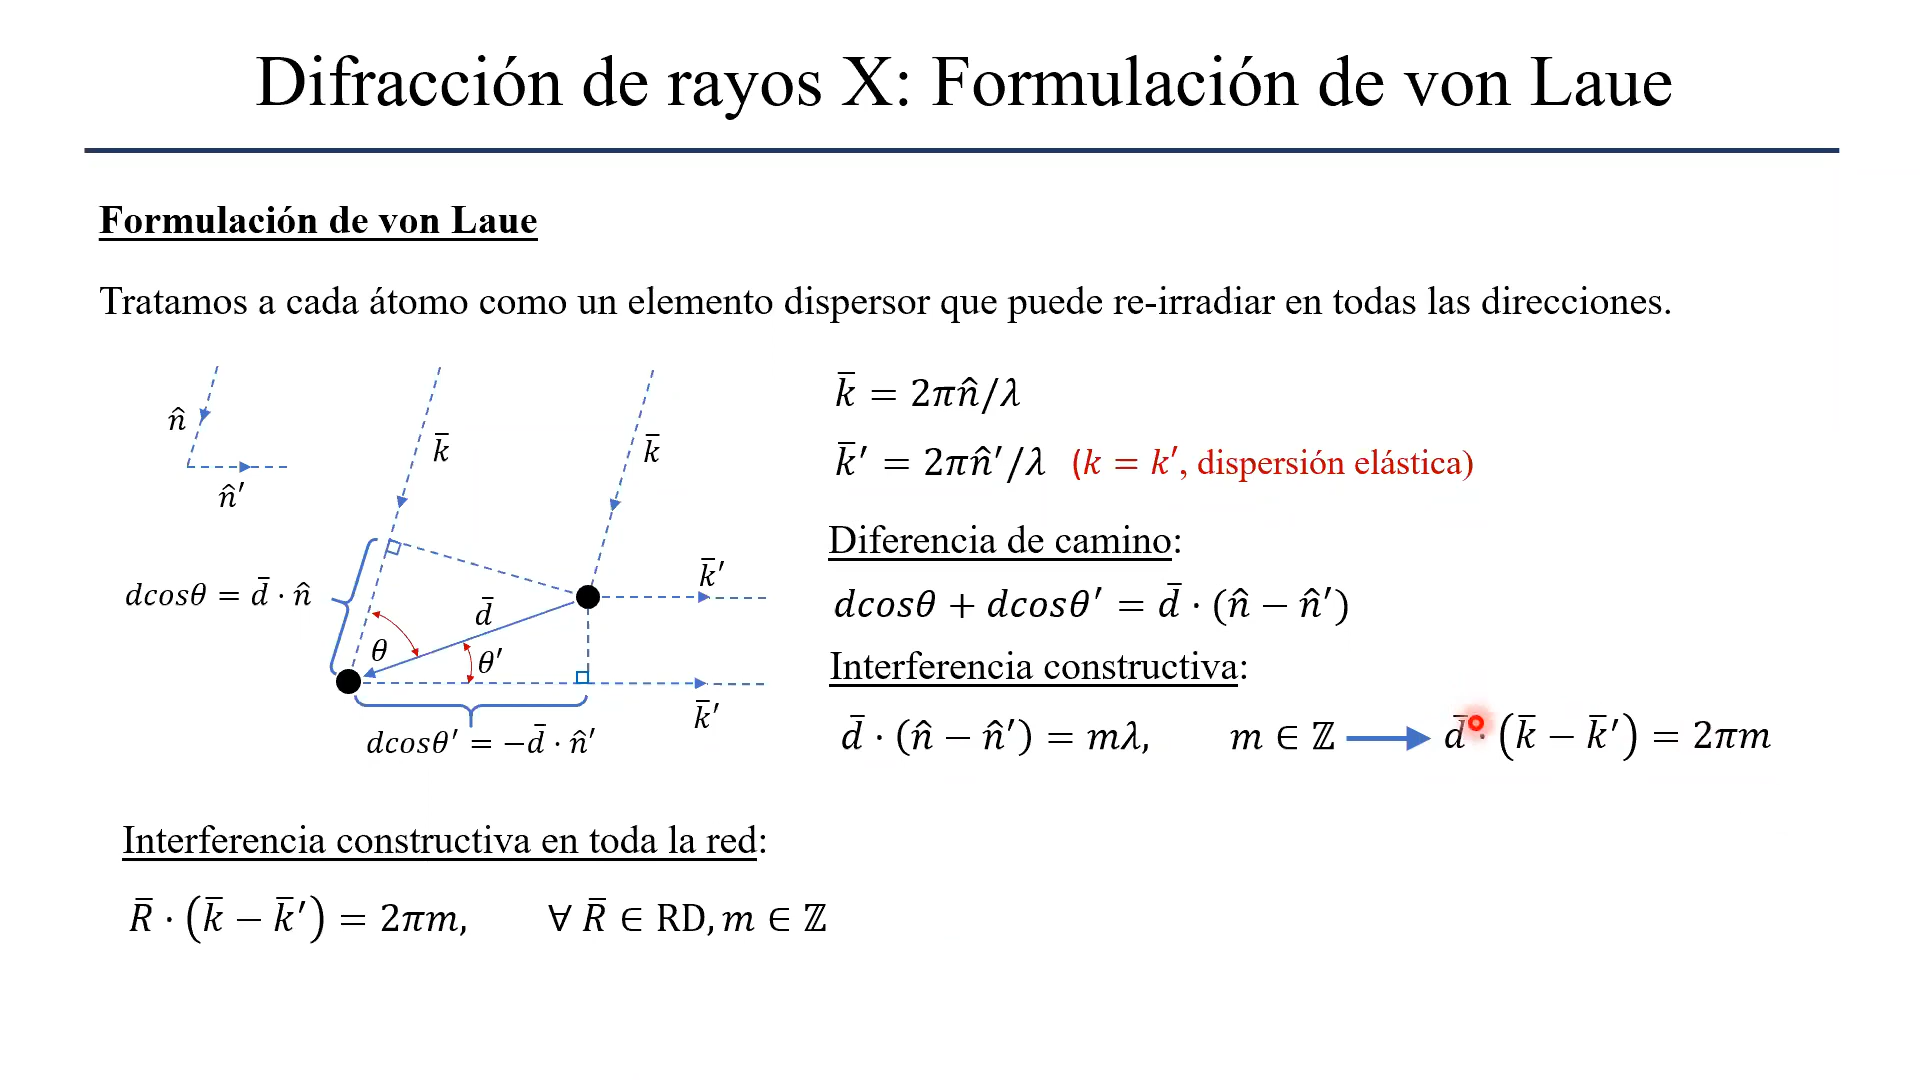 Difracción de rayos X: Formulación de von Laue
Formulación de von Laue
Tratamos a cada átomo como un elemento dispersor que puede re-irradiar en todas las direcciones.
n̂
n̂′
k̄
k̄
k̄′
k̄′
d̄
θ
θ′
dcosθ = d̄ · n̂
dcosθ′ = −d̄ · n̂′
k̄ = 2πn̂/λ
k̄′ = 2πn̂′/λ (k = k′, dispersión elástica)
Diferencia de camino:
dcosθ + dcosθ′ = d̄ · (n̂ − n̂′)
Interferencia constructiva:
d̄ · (n̂ − n̂′) = mλ, m ∈ ℤ d̄ · (k̄ − k̄′) = 2πm
Interferencia constructiva en toda la red:
R̄ · (k̄ − k̄′) = 2πm, ∀ R̄ ∈ RD, m ∈ ℤ